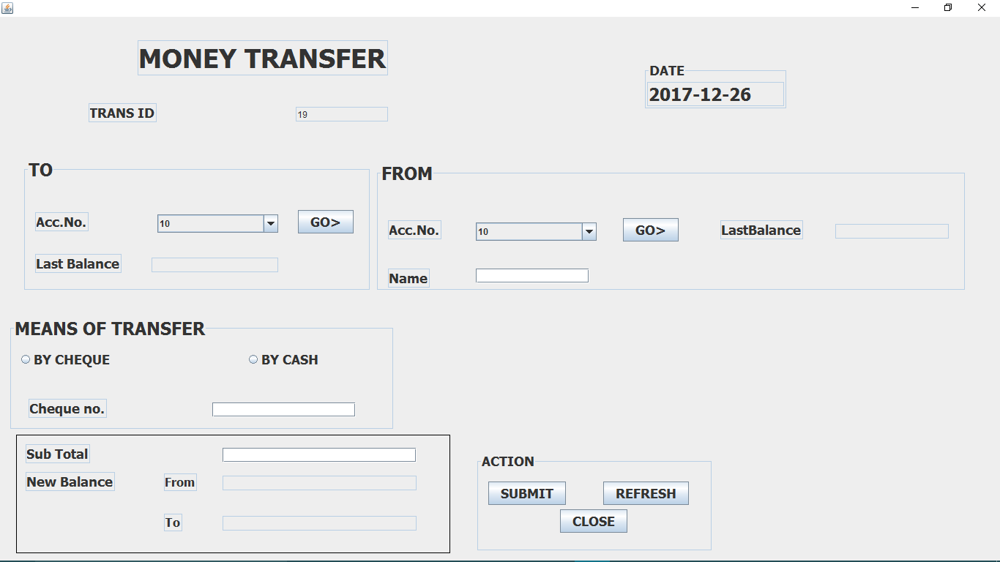 MONEY TRANSFER
DATE
2017-12-26
TRANS ID
19
TO
Acc.No.
10
GO>
Last Balance
FROM
Acc.No.
10
GO>
LastBalance
Name
MEANS OF TRANSFER
BY CHEQUE
BY CASH
Cheque no.
Sub Total
New Balance
From
To
ACTION
SUBMIT
REFRESH
CLOSE